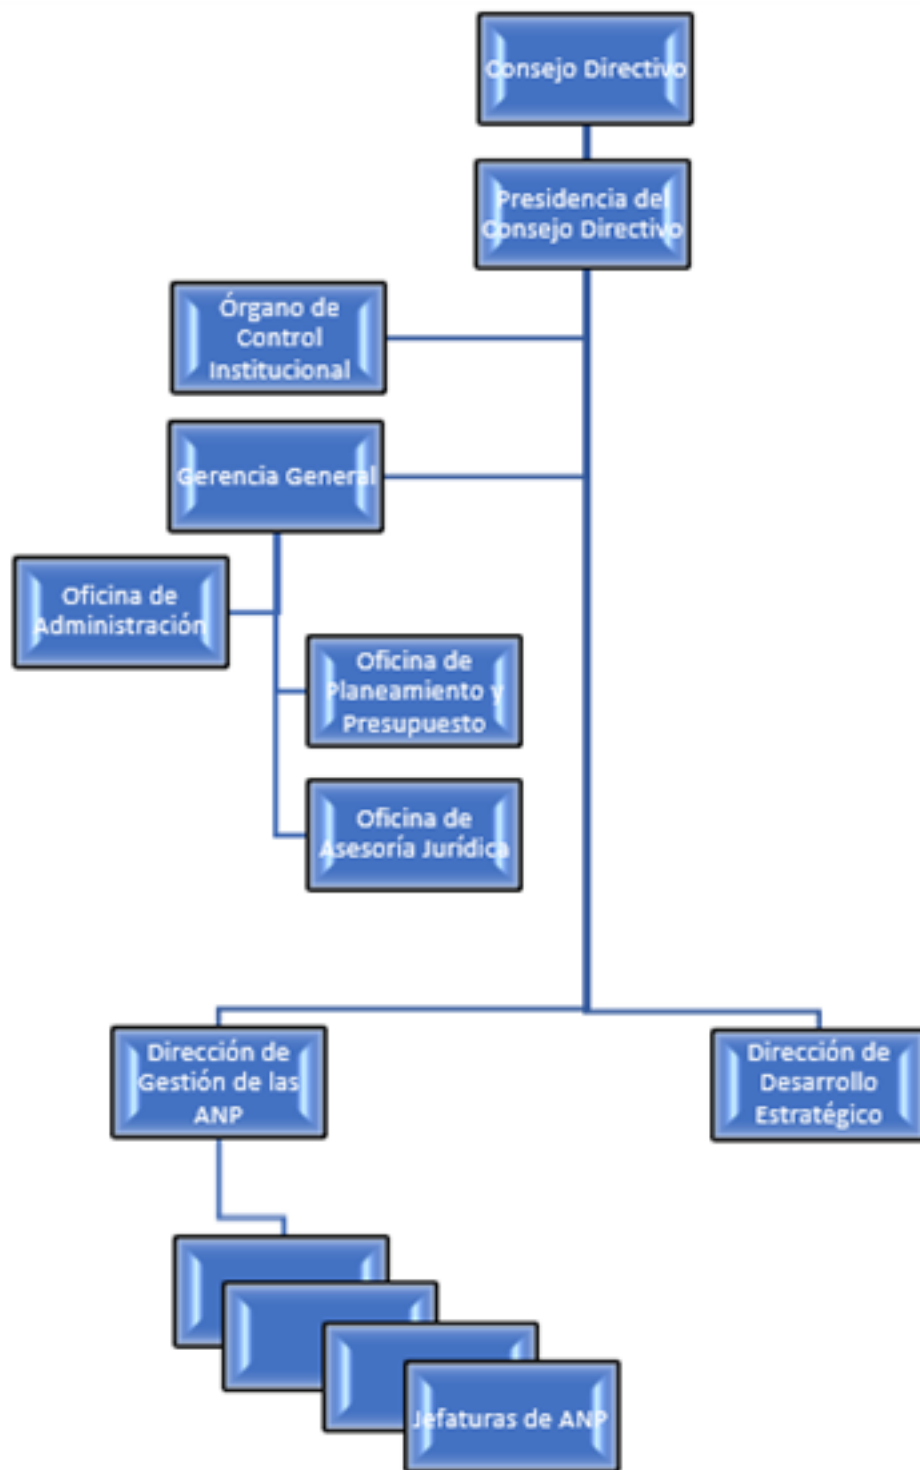 Consejo Directivo
Presidencia del
Consejo Directivo
Órgano de
Control
Institucional
Gerencia General
Oficina de
Administración
Oficina de
Planeamiento y
Presupuesto
Oficina de
Asesoría Jurídica
Dirección de
Gestión de las
ANP
Dirección de
Desarrollo
Estratégico
Jefaturas de ANP